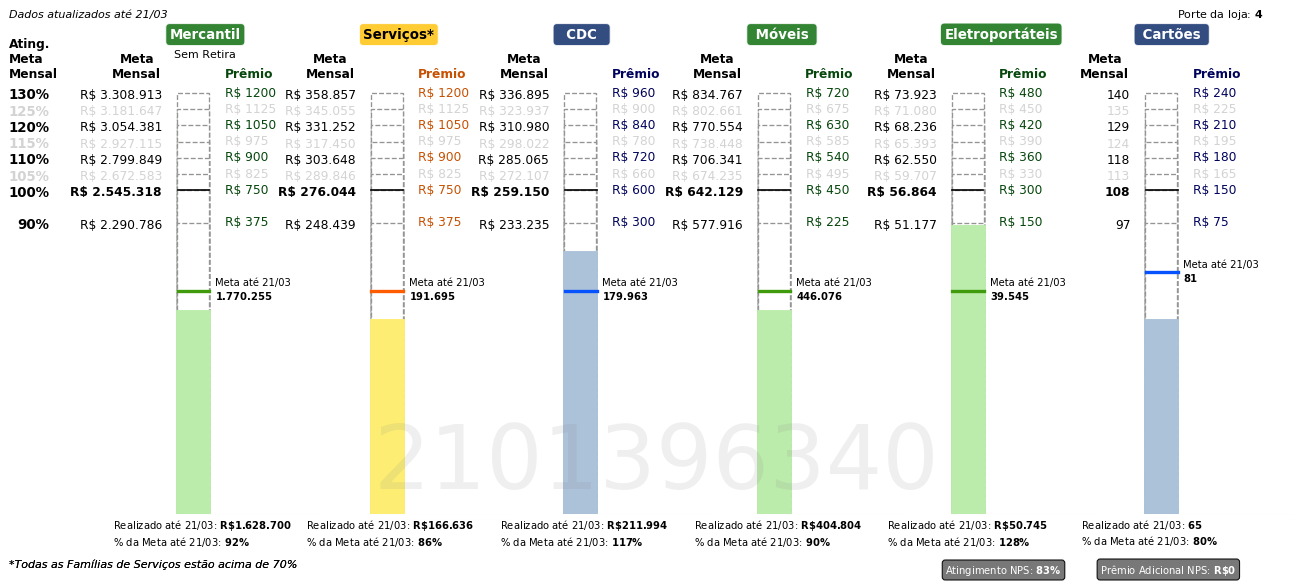 Dados atualizados até 21/03
Porte da loja: 4
Mercantil Serviços* CDC Móveis Eletroportáteis Cartões
Sem Retira
Ating. Meta Mensal
Meta Mensal Prêmio Meta Mensal Prêmio Meta Mensal Prêmio Meta Mensal Prêmio Meta Mensal Prêmio Meta Mensal Prêmio
130% R$ 3.308.913 R$ 1200 R$ 358.857 R$ 1200 R$ 336.895 R$ 960 R$ 834.767 R$ 720 R$ 73.923 R$ 480 140 R$ 240
125% R$ 3.181.647 R$ 1125 R$ 345.055 R$ 1125 R$ 323.937 R$ 900 R$ 802.661 R$ 675 R$ 71.080 R$ 450 135 R$ 225
120% R$ 3.054.381 R$ 1050 R$ 331.252 R$ 1050 R$ 310.980 R$ 840 R$ 770.554 R$ 630 R$ 68.236 R$ 420 129 R$ 210
115% R$ 2.927.115 R$ 975 R$ 317.450 R$ 975 R$ 298.022 R$ 780 R$ 738.448 R$ 585 R$ 65.393 R$ 390 124 R$ 195
110% R$ 2.799.849 R$ 900 R$ 303.648 R$ 900 R$ 285.065 R$ 720 R$ 706.341 R$ 540 R$ 62.550 R$ 360 118 R$ 180
105% R$ 2.672.583 R$ 825 R$ 289.846 R$ 825 R$ 272.107 R$ 660 R$ 674.235 R$ 495 R$ 59.707 R$ 330 113 R$ 165
100% R$ 2.545.318 R$ 750 R$ 276.044 R$ 750 R$ 259.150 R$ 600 R$ 642.129 R$ 450 R$ 56.864 R$ 300 108 R$ 150
90% R$ 2.290.786 R$ 375 R$ 248.439 R$ 375 R$ 233.235 R$ 300 R$ 577.916 R$ 225 R$ 51.177 R$ 150 97 R$ 75
Meta até 21/03 Meta até 21/03 Meta até 21/03 Meta até 21/03 Meta até 21/03 Meta até 21/03
1.770.255 191.695 179.963 446.076 39.545 81
2101396340
Realizado até 21/03: R$1.628.700 Realizado até 21/03: R$166.636 Realizado até 21/03: R$211.994 Realizado até 21/03: R$404.804 Realizado até 21/03: R$50.745 Realizado até 21/03: 65
% da Meta até 21/03: 92% % da Meta até 21/03: 86% % da Meta até 21/03: 117% % da Meta até 21/03: 90% % da Meta até 21/03: 128% % da Meta até 21/03: 80%
*Todas as Famílias de Serviços estão acima de 70%
Atingimento NPS: 83% Prêmio Adicional NPS: R$0